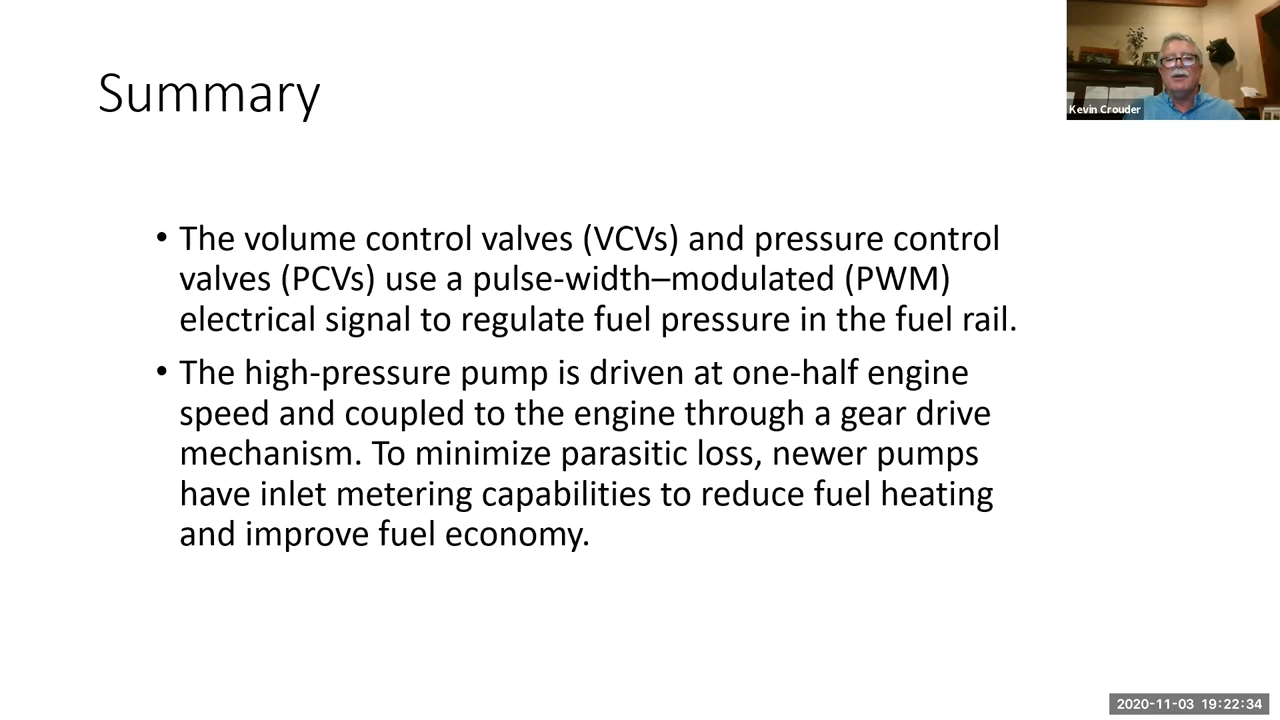 Summary
Kevin Crouder
• The volume control valves (VCVs) and pressure control
valves (PCVs) use a pulse-width–modulated (PWM)
electrical signal to regulate fuel pressure in the fuel rail.
• The high-pressure pump is driven at one-half engine
speed and coupled to the engine through a gear drive
mechanism. To minimize parasitic loss, newer pumps
have inlet metering capabilities to reduce fuel heating
and improve fuel economy.
2020-11-03 19:22:34